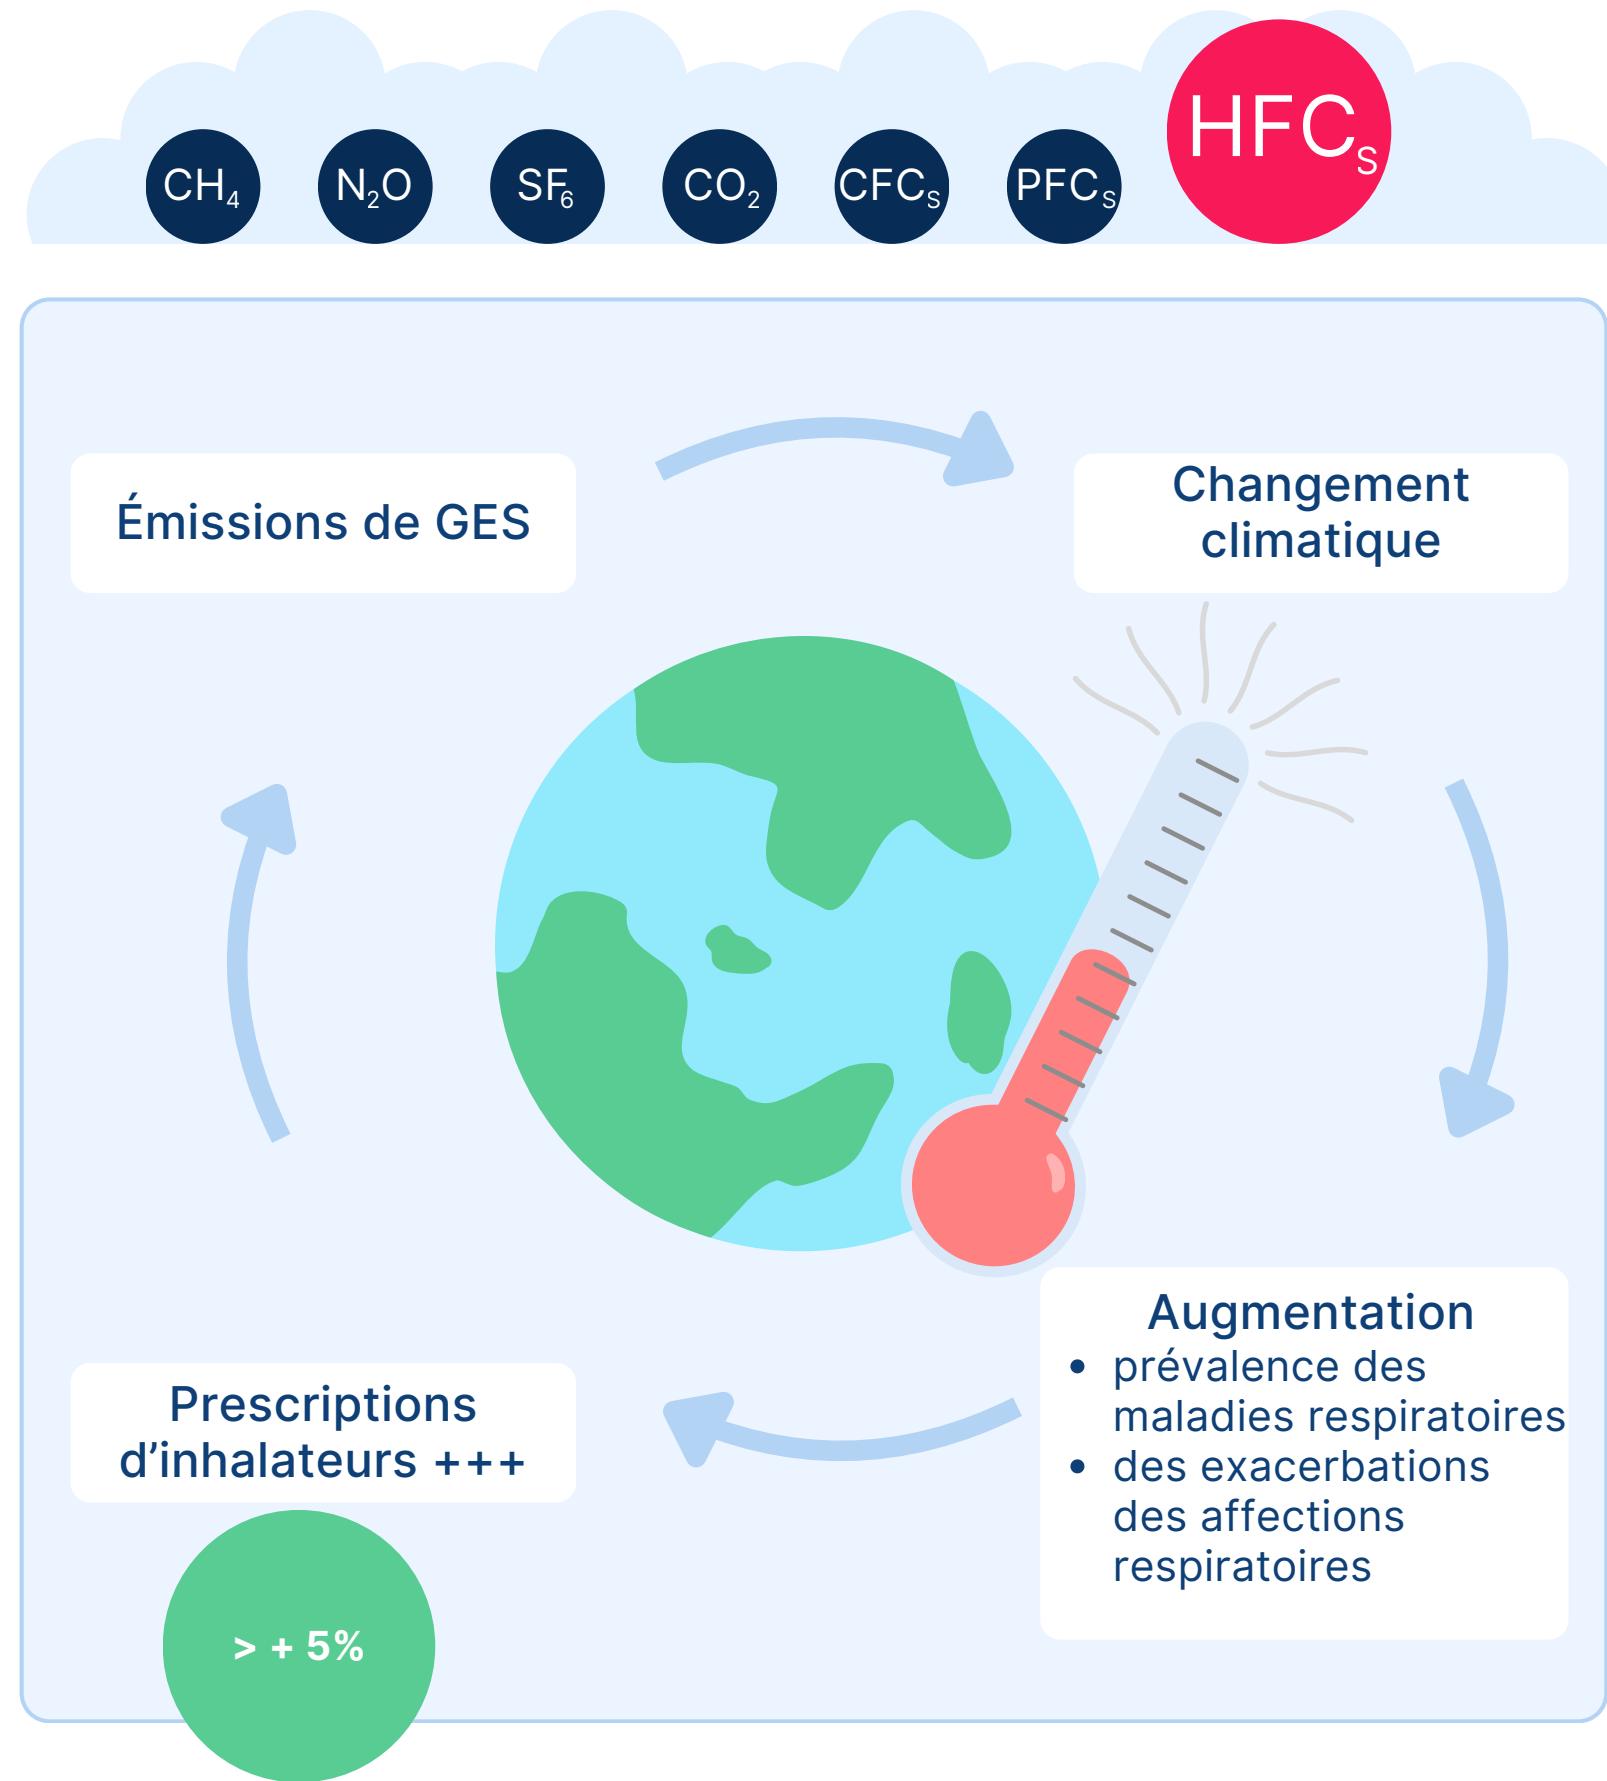 CH₄ N₂O SF₆ CO₂ CFCs PFCs HFCs
Émissions de GES
Changement
climatique
Augmentation
• prévalence des
maladies respiratoires
• des exacerbations
des affections
respiratoires
Prescriptions
d’inhalateurs +++
> + 5%